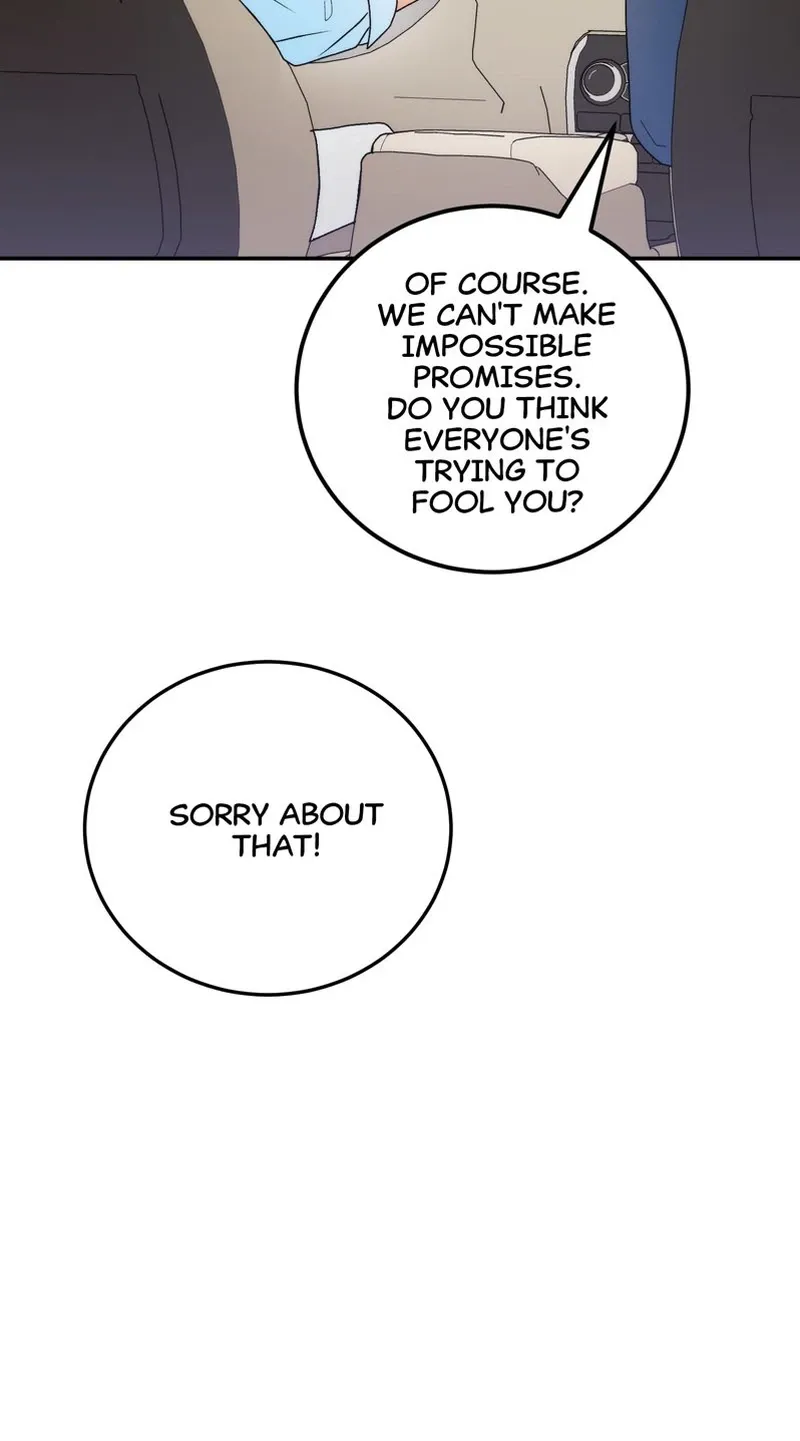 OF COURSE.
WE CAN'T MAKE
IMPOSSIBLE
PROMISES.
DO YOU THINK
EVERYONE'S
TRYING TO
FOOL YOU?
SORRY ABOUT
THAT!